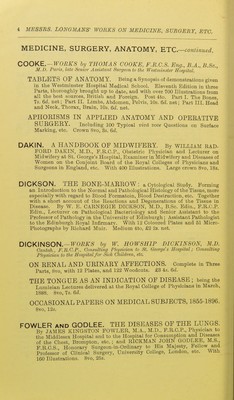 4 MESSRS. LONGMANS' WORKS ON MEDICINE, SURGERY, ETC.
MEDICINE, SURGERY, ANATOMY, ETC.—continued.
COOKE.—WORKS by THOMAS COOKE, F.R.C.S. Eng., B.A., B.Sc.,
M.D. Paris, late Senior Assistant Surgeon to the Westminster Hospital.
TABLETS OF ANATOMY. Being a Synopsis of demonstrations given
in the Westminster Hospital Medical School. Eleventh Edition in three
Parts, thoroughly brought up to date, and with over 700 Illustrations from
all the best sources, British and Foreign. Post 4to. Part I. The Bones,
7s. 6d. net; Part II. Limbs, Abdomen, Pelvis, 10s. 6d. net; Part III. Head
and Neck, Thorax, Brain, 10s. 6d. net.
APHORISMS IN APPLIED ANATOMY AND OPERATIVE
SURGERY. Including 100 Typical vivâ voce Questions on Surface
Marking, etc. Crown 8vo, 3s. 6d.
DAKIN. A HANDBOOK OF MIDWIFERY. By WILLIAM RAD-
FORD DAKIN, M.D., F.R.C.P., Obstetric Physician and Lecturer on
Midwifery at St. George's Hospital, Examiner in Midwifery and Diseases of
Women on the Conjoint Board of the Royal Colleges of Physicians and
Surgeons in England, etc. With 400 Illustrations. Large crown 8vo, 18s.
DICKSON. THE BONE-MARROW: a Cytological Study. Forming
an Introduction to the Normal and Pathological Histology of the Tissue, more
especially with regard to Blood Formation, Blood Destruction, etc. Together
with a short account of the Reactions and Degenerations of the Tissue in
Disease. By W. E. CARNEGIE DICKSON, M.D., B.Sc. Edin., F.R.C.P.
Edin., Lecturer on Pathological Bacteriology and Senior Assistant to the
Professor of Pathology in the University of Edinburgh; Assistant Pathologist
to the Edinburgh Royal Infirmary. With 12 Coloured Plates and 51 Micro-
Photographs by Richard Muir. Medium 4to, £2 2s. net.
DICKINSON.—WORKS by W. HOWSHIP DICKINSON, M.D.
Cantab., F.R.C.P., Consulting Physician to St. George's Hospital; Consulting
Physician to the Hospital for Sick Children, etc.
ON RENAL AND URINARY AFFECTIONS. Complete in Three
Parts, 8vo, with 12 Plates, and 122 Woodcuts. £3 4s. 6d.
THE TONGUE AS AN INDICATION OF DISEASE; being the
Lumleian Lectures delivered at the Royal College of Physicians in March,
1888. 8vo, 7s. 6d.
OCCASIONAL PAPERS ON MEDICAL SUBJECTS, 1855-1896.
8vo, 12s.
FOWLER AND GODLEE. THE DISEASES OF THE LUNGS.
By JAMES KINGSTON FOWLER, M.A., M.D., F.R.C.P., Physician to
the Middlesex Hospital and to the Hospital for Consumption and Diseases
of the Chest, Brompton, etc.; and RICKMAN JOHN GODLEE, M.S.,
F.R.C.S., Honorary Surgeon-in-Ordinary to His Majesty, Fellow and
Professor of Clinical Surgery, University College, London, etc. With
160 Illustrations. 8vo, 25s.